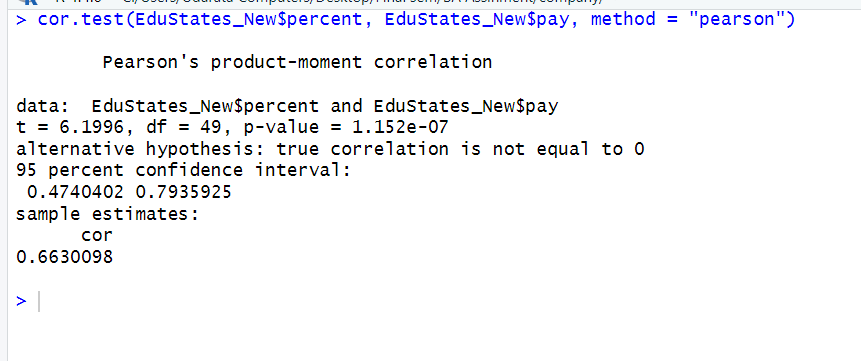 > cor.test(EduStates_New$percent, EduStates_New$pay, method = "pearson")
Pearson's product-moment correlation
data:  EduStates_New$percent and EduStates_New$pay
t = 6.1996, df = 49, p-value = 1.152e-07
alternative hypothesis: true correlation is not equal to 0
95 percent confidence interval:
 0.4740402 0.7935925
sample estimates:
      cor
0.6630098
>